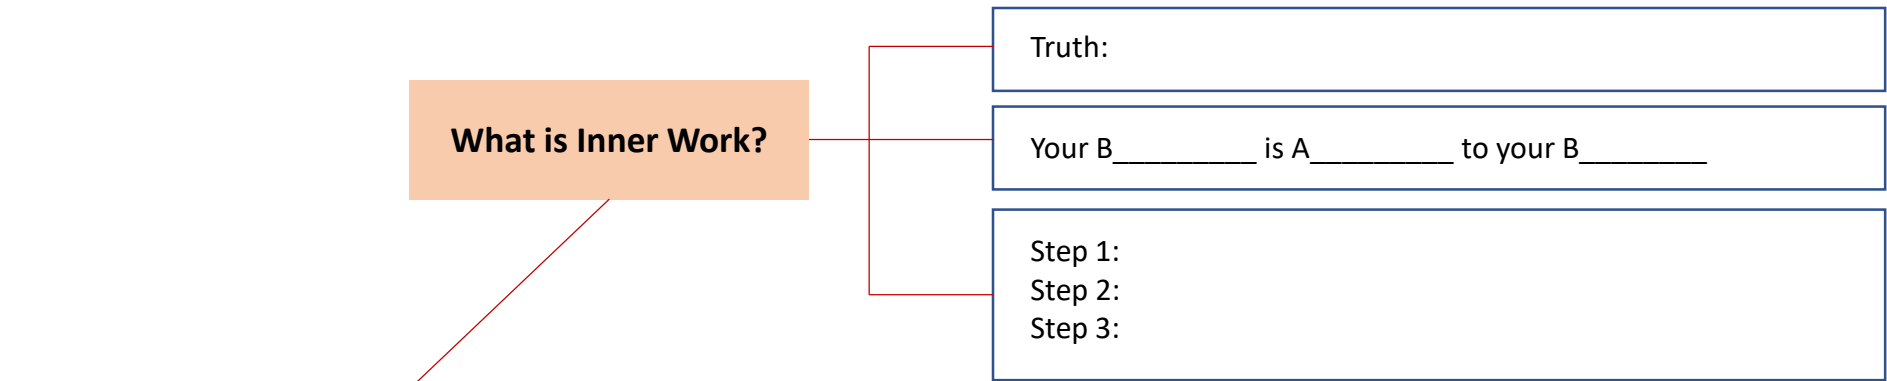 What is Inner Work?
Truth:
Your B_________ is A_________ to your B________
Step 1:
Step 2:
Step 3: